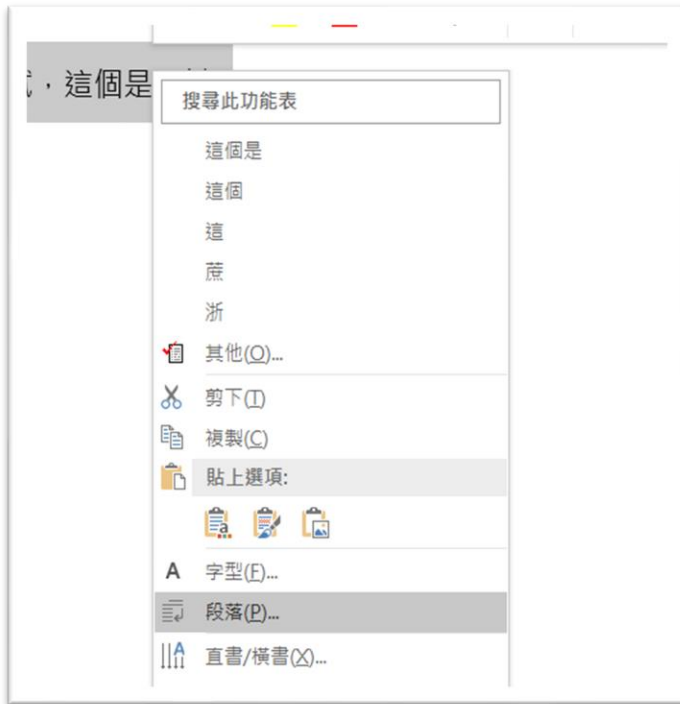 ,這個是
搜尋此功能表
這個是
這個
這
蔗
浙
其他(O)...
剪下(T)
複製(C)
貼上選項:
字型(F)...
段落(P)...
直書/橫書(X)...